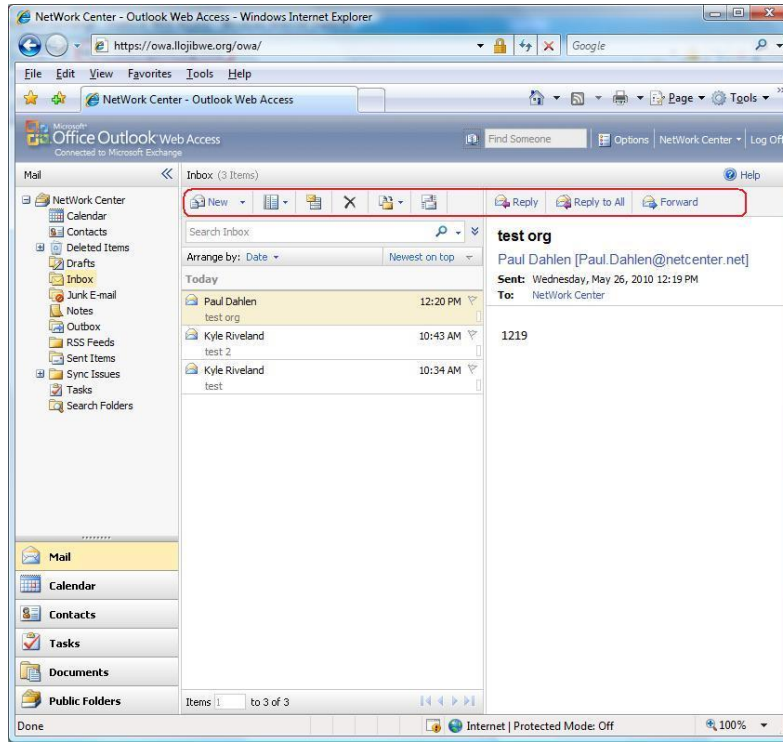 NetWork Center - Outlook Web Access - Windows Internet Explorer
https://owa.llojibwe.org/owa/
Google
File Edit View Favorites Tools Help
NetWork Center - Outlook Web Access
Page Tools
Microsoft
Office Outlook Web Access
Connected to Microsoft Exchange
Find Someone Options NetWork Center Log Off
Mail
Inbox (3 Items)
Help
NetWork Center
Calendar
Contacts
Deleted Items
Drafts
Inbox
Junk E-mail
Notes
Outbox
RSS Feeds
Sent Items
Sync Issues
Tasks
Search Folders
Mail
Calendar
Contacts
Tasks
Documents
Public Folders
New
Search Inbox
Arrange by: Date Newest on top
Today
Paul Dahlen 12:20 PM
test org
Kyle Riveland 10:43 AM
test 2
Kyle Riveland 10:34 AM
test
Items 1 to 3 of 3
Reply Reply to All Forward
test org
Paul Dahlen [Paul.Dahlen@netcenter.net]
Sent: Wednesday, May 26, 2010 12:19 PM
To: NetWork Center
1219
Done
Internet | Protected Mode: Off
100%